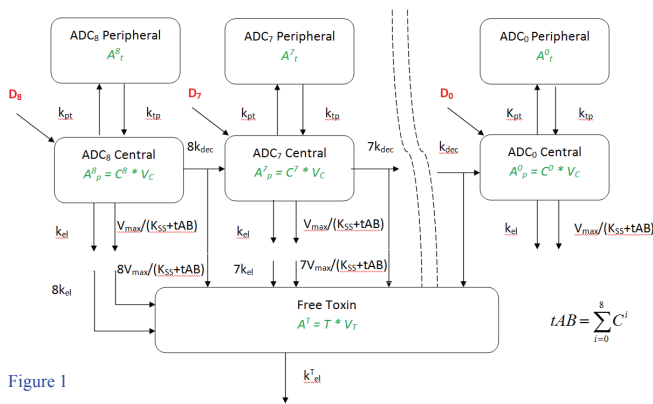 ADC8 Peripheral
A8t
ADC7 Peripheral
A7t
ADC0 Peripheral
A0t
D8
kpt
ktp
D7
kpt
ktp
D0
Kpt
ktp
ADC8 Central
A8p = C8 * VC
8kdec
ADC7 Central
A7p = C7 * VC
7kdec
kdec
ADC0 Central
A0p = C0 * VC
kel
Vmax/(KSS+tAB)
kel
Vmax/(KSS+tAB)
kel
Vmax/(KSS+tAB)
8kel
8Vmax/(KSS+tAB)
7kel
7Vmax/(KSS+tAB)
Free Toxin
AT = T * VT
tAB = ∑ i=0 8 Ci
Figure 1
kTel